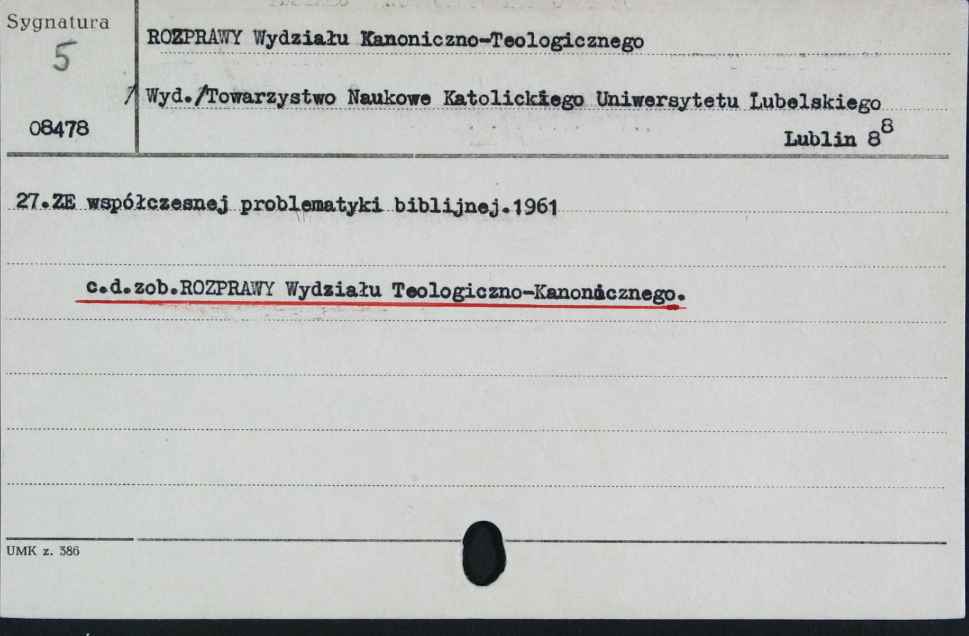 Sygnatura
5
08478
ROZPRAWY Wydziału Kanoniczno-Teologicznego
/ Wyd./Towarzystwo Naukowe Katolickiego Uniwersytetu Lubelskiego
Lublin 8⁸
27.ZE współczesnej problematyki biblijnej.1961
c.d.zob.ROZPRAWY Wydziału Teologiczno-Kanonicznego.
UMK z. 386